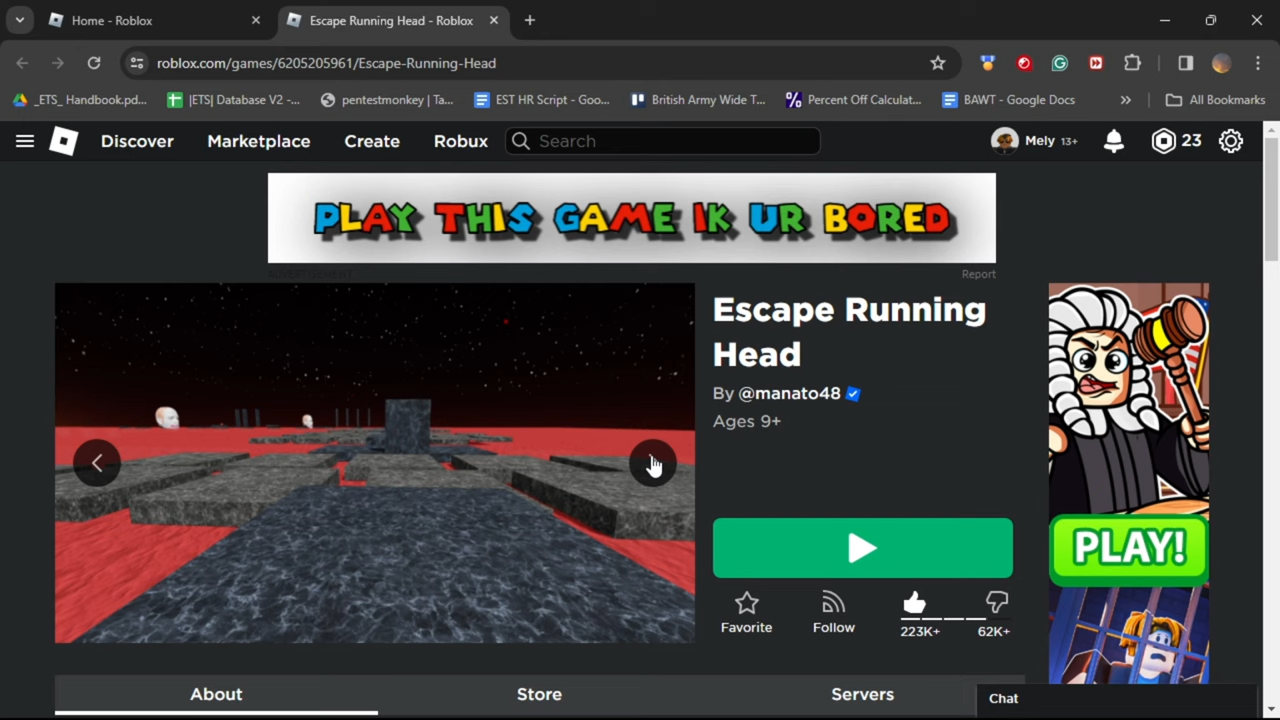 Home - Roblox
Escape Running Head - Roblox
roblox.com/games/6205205961/Escape-Running-Head
_ETS_ Handbook.pd...
|ETS| Database V2 -...
pentestmonkey | Ta...
EST HR Script - Goo...
British Army Wide T...
Percent Off Calculat...
BAWT - Google Docs
All Bookmarks
Discover
Marketplace
Create
Robux
Search
Mely 13+
23
PLAY THIS GAME IK UR BORED
ADVERTISEMENT
Report
Escape Running
Head
By @manato48
Ages 9+
PLAY!
Favorite
Follow
223K+
62K+
About
Store
Servers
Chat